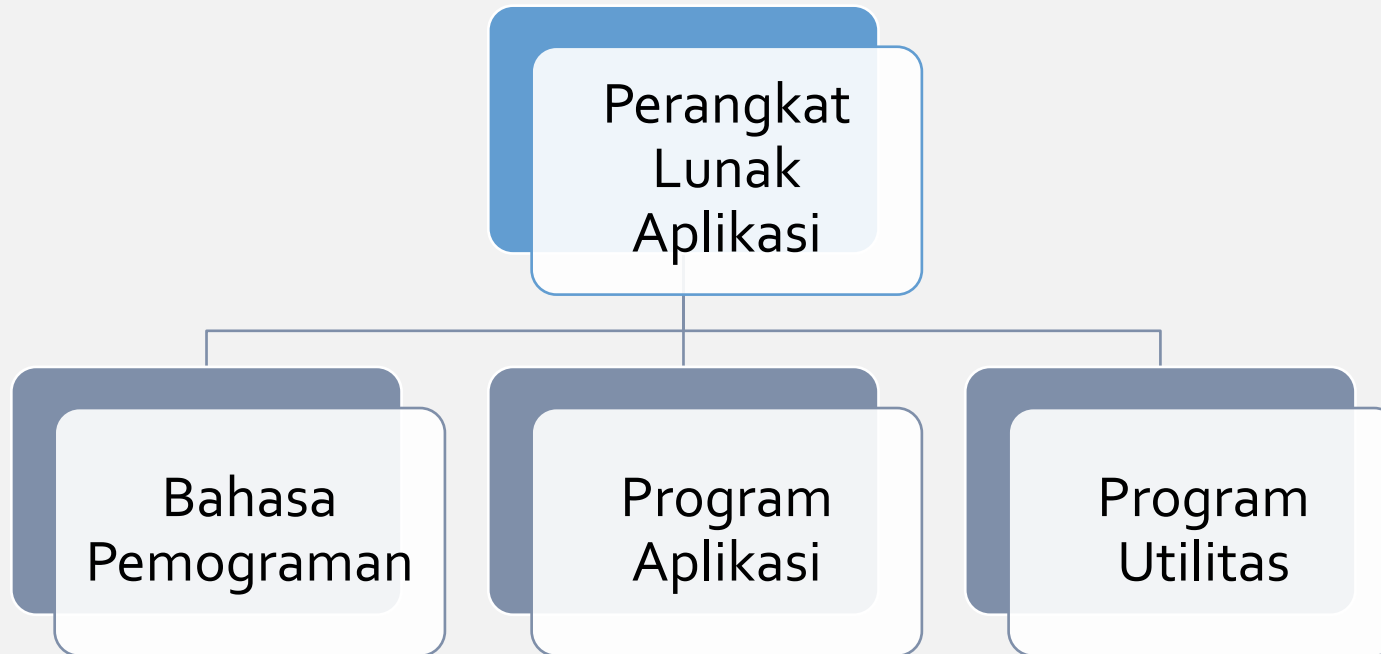 Perangkat
Lunak
Aplikasi
Bahasa
Pemograman
Program
Aplikasi
Program
Utilitas